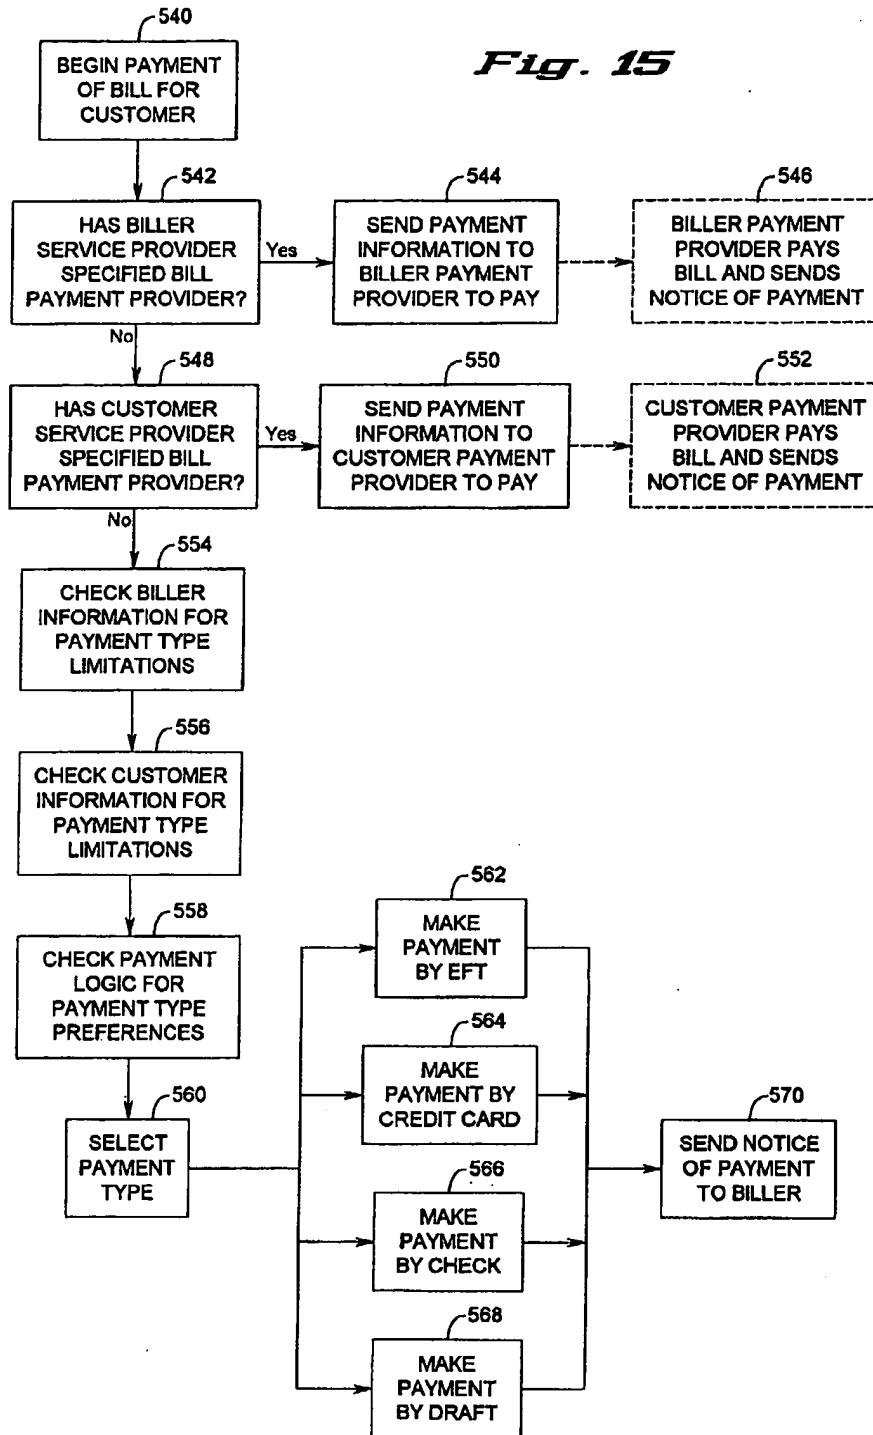 540
Fig. 15
BEGIN PAYMENT
OF BILL FOR
CUSTOMER
542
HAS BILLER
SERVICE PROVIDER
SPECIFIED BILL
PAYMENT PROVIDER?
Yes
544
SEND PAYMENT
INFORMATION TO
BILLER PAYMENT
PROVIDER TO PAY
546
BILLER PAYMENT
PROVIDER PAYS
BILL AND SENDS
NOTICE OF PAYMENT
No
548
HAS CUSTOMER
SERVICE PROVIDER
SPECIFIED BILL
PAYMENT PROVIDER?
Yes
550
SEND PAYMENT
INFORMATION TO
CUSTOMER PAYMENT
PROVIDER TO PAY
552
CUSTOMER PAYMENT
PROVIDER PAYS
BILL AND SENDS
NOTICE OF PAYMENT
No
554
CHECK BILLER
INFORMATION FOR
PAYMENT TYPE
LIMITATIONS
556
CHECK CUSTOMER
INFORMATION FOR
PAYMENT TYPE
LIMITATIONS
558
CHECK PAYMENT
LOGIC FOR
PAYMENT TYPE
PREFERENCES
560
SELECT
PAYMENT
TYPE
562
MAKE
PAYMENT
BY EFT
564
MAKE
PAYMENT BY
CREDIT CARD
566
MAKE
PAYMENT
BY CHECK
568
MAKE
PAYMENT
BY DRAFT
570
SEND NOTICE
OF PAYMENT
TO BILLER